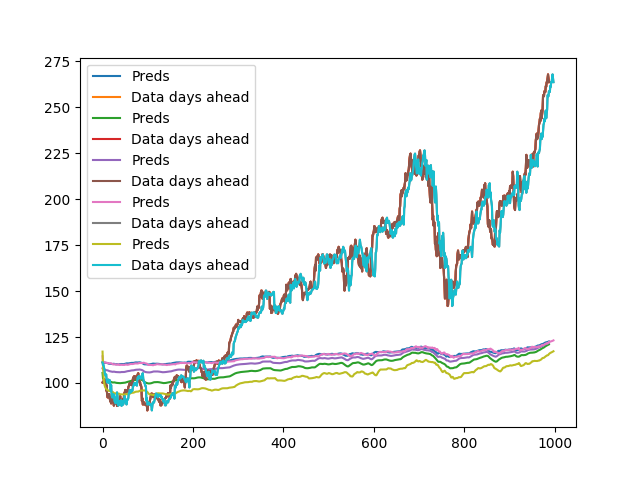 275
250
225
200
175
150
125
100
Preds
Data days ahead
Preds
Data days ahead
Preds
Data days ahead
Preds
Data days ahead
Preds
Data days ahead
0
200
400
600
800
1000